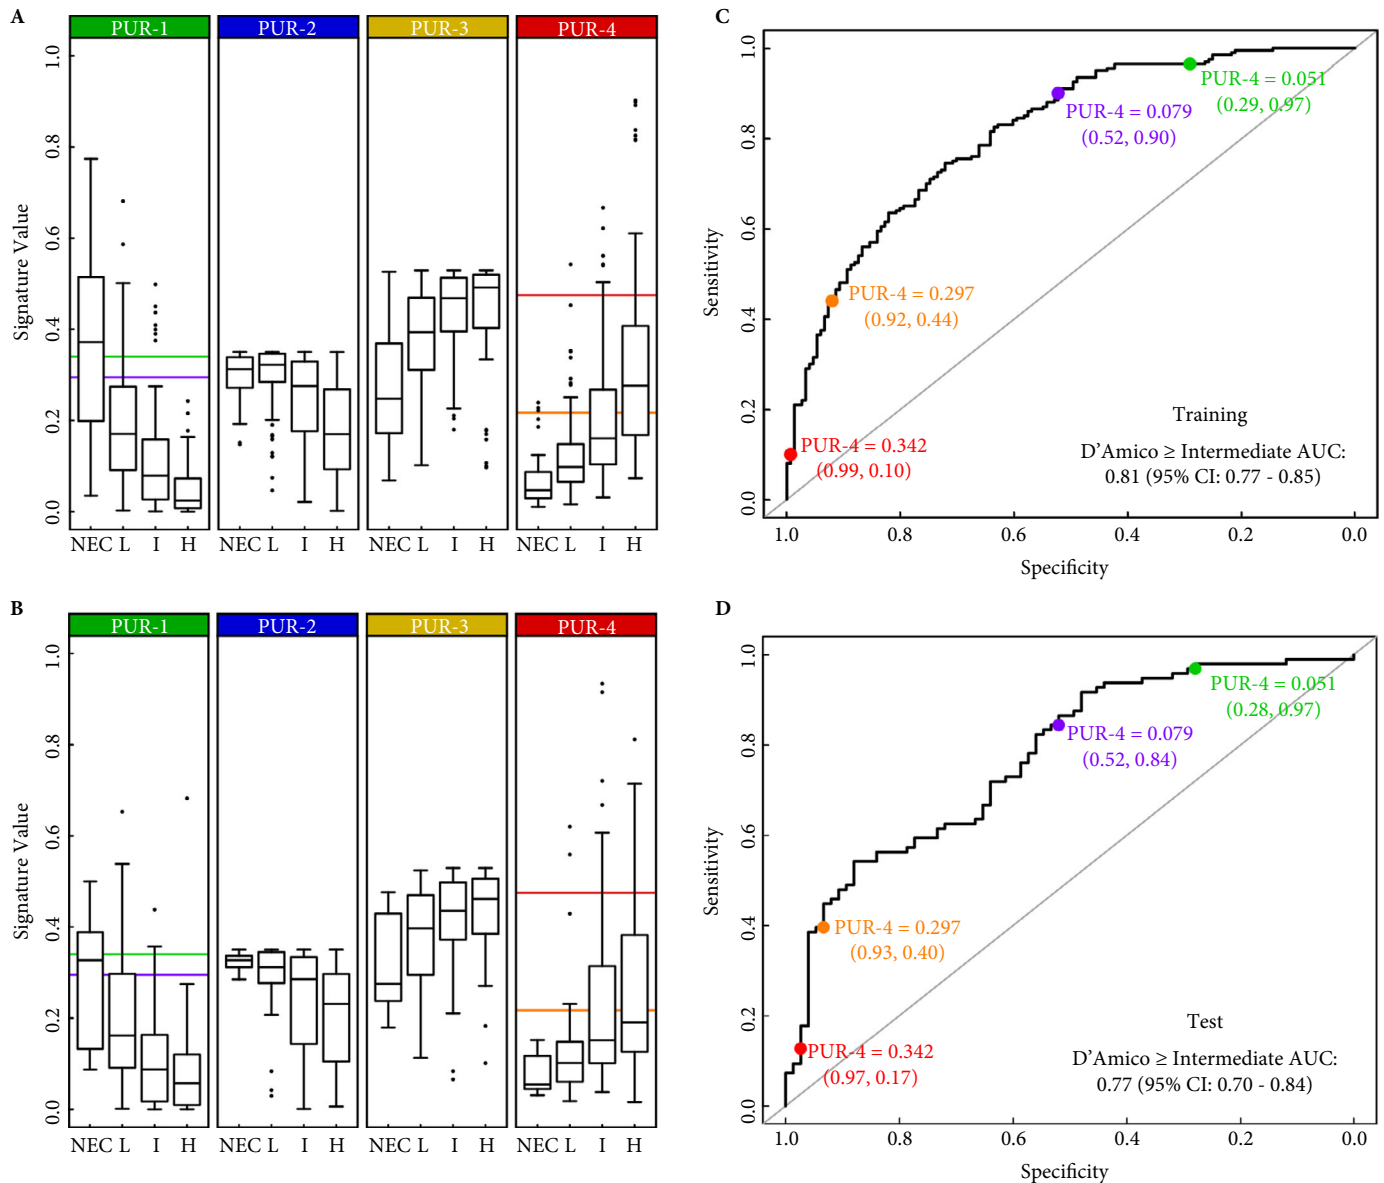 A
PUR-1 PUR-2 PUR-3 PUR-4
Signature Value
1.0
0.8
0.6
0.4
0.2
0.0
NEC L I H NEC L I H NEC L I H NEC L I H
C
Sensitivity
1.0
0.8
0.6
0.4
0.2
0.0
PUR-4 = 0.051
(0.29, 0.97)
PUR-4 = 0.079
(0.52, 0.90)
PUR-4 = 0.297
(0.92, 0.44)
PUR-4 = 0.342
(0.99, 0.10)
Training
D’Amico ≥ Intermediate AUC:
0.81 (95% CI: 0.77 - 0.85)
1.0 0.8 0.6 0.4 0.2 0.0
Specificity
B
PUR-1 PUR-2 PUR-3 PUR-4
Signature Value
1.0
0.8
0.6
0.4
0.2
0.0
NEC L I H NEC L I H NEC L I H NEC L I H
D
Sensitivity
1.0
0.8
0.6
0.4
0.2
0.0
PUR-4 = 0.051
(0.28, 0.97)
PUR-4 = 0.079
(0.52, 0.84)
PUR-4 = 0.297
(0.93, 0.40)
PUR-4 = 0.342
(0.97, 0.17)
Test
D’Amico ≥ Intermediate AUC:
0.77 (95% CI: 0.70 - 0.84)
1.0 0.8 0.6 0.4 0.2 0.0
Specificity